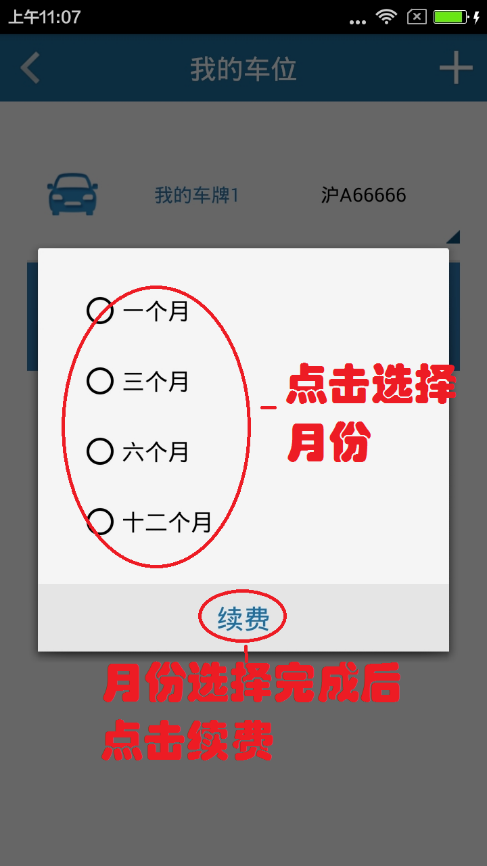 上午11:07
我的车位
我的车牌1 沪A66666
一个月
三个月
点击选择
月份
六个月
十二个月
续费
月份选择完成后
点击续费